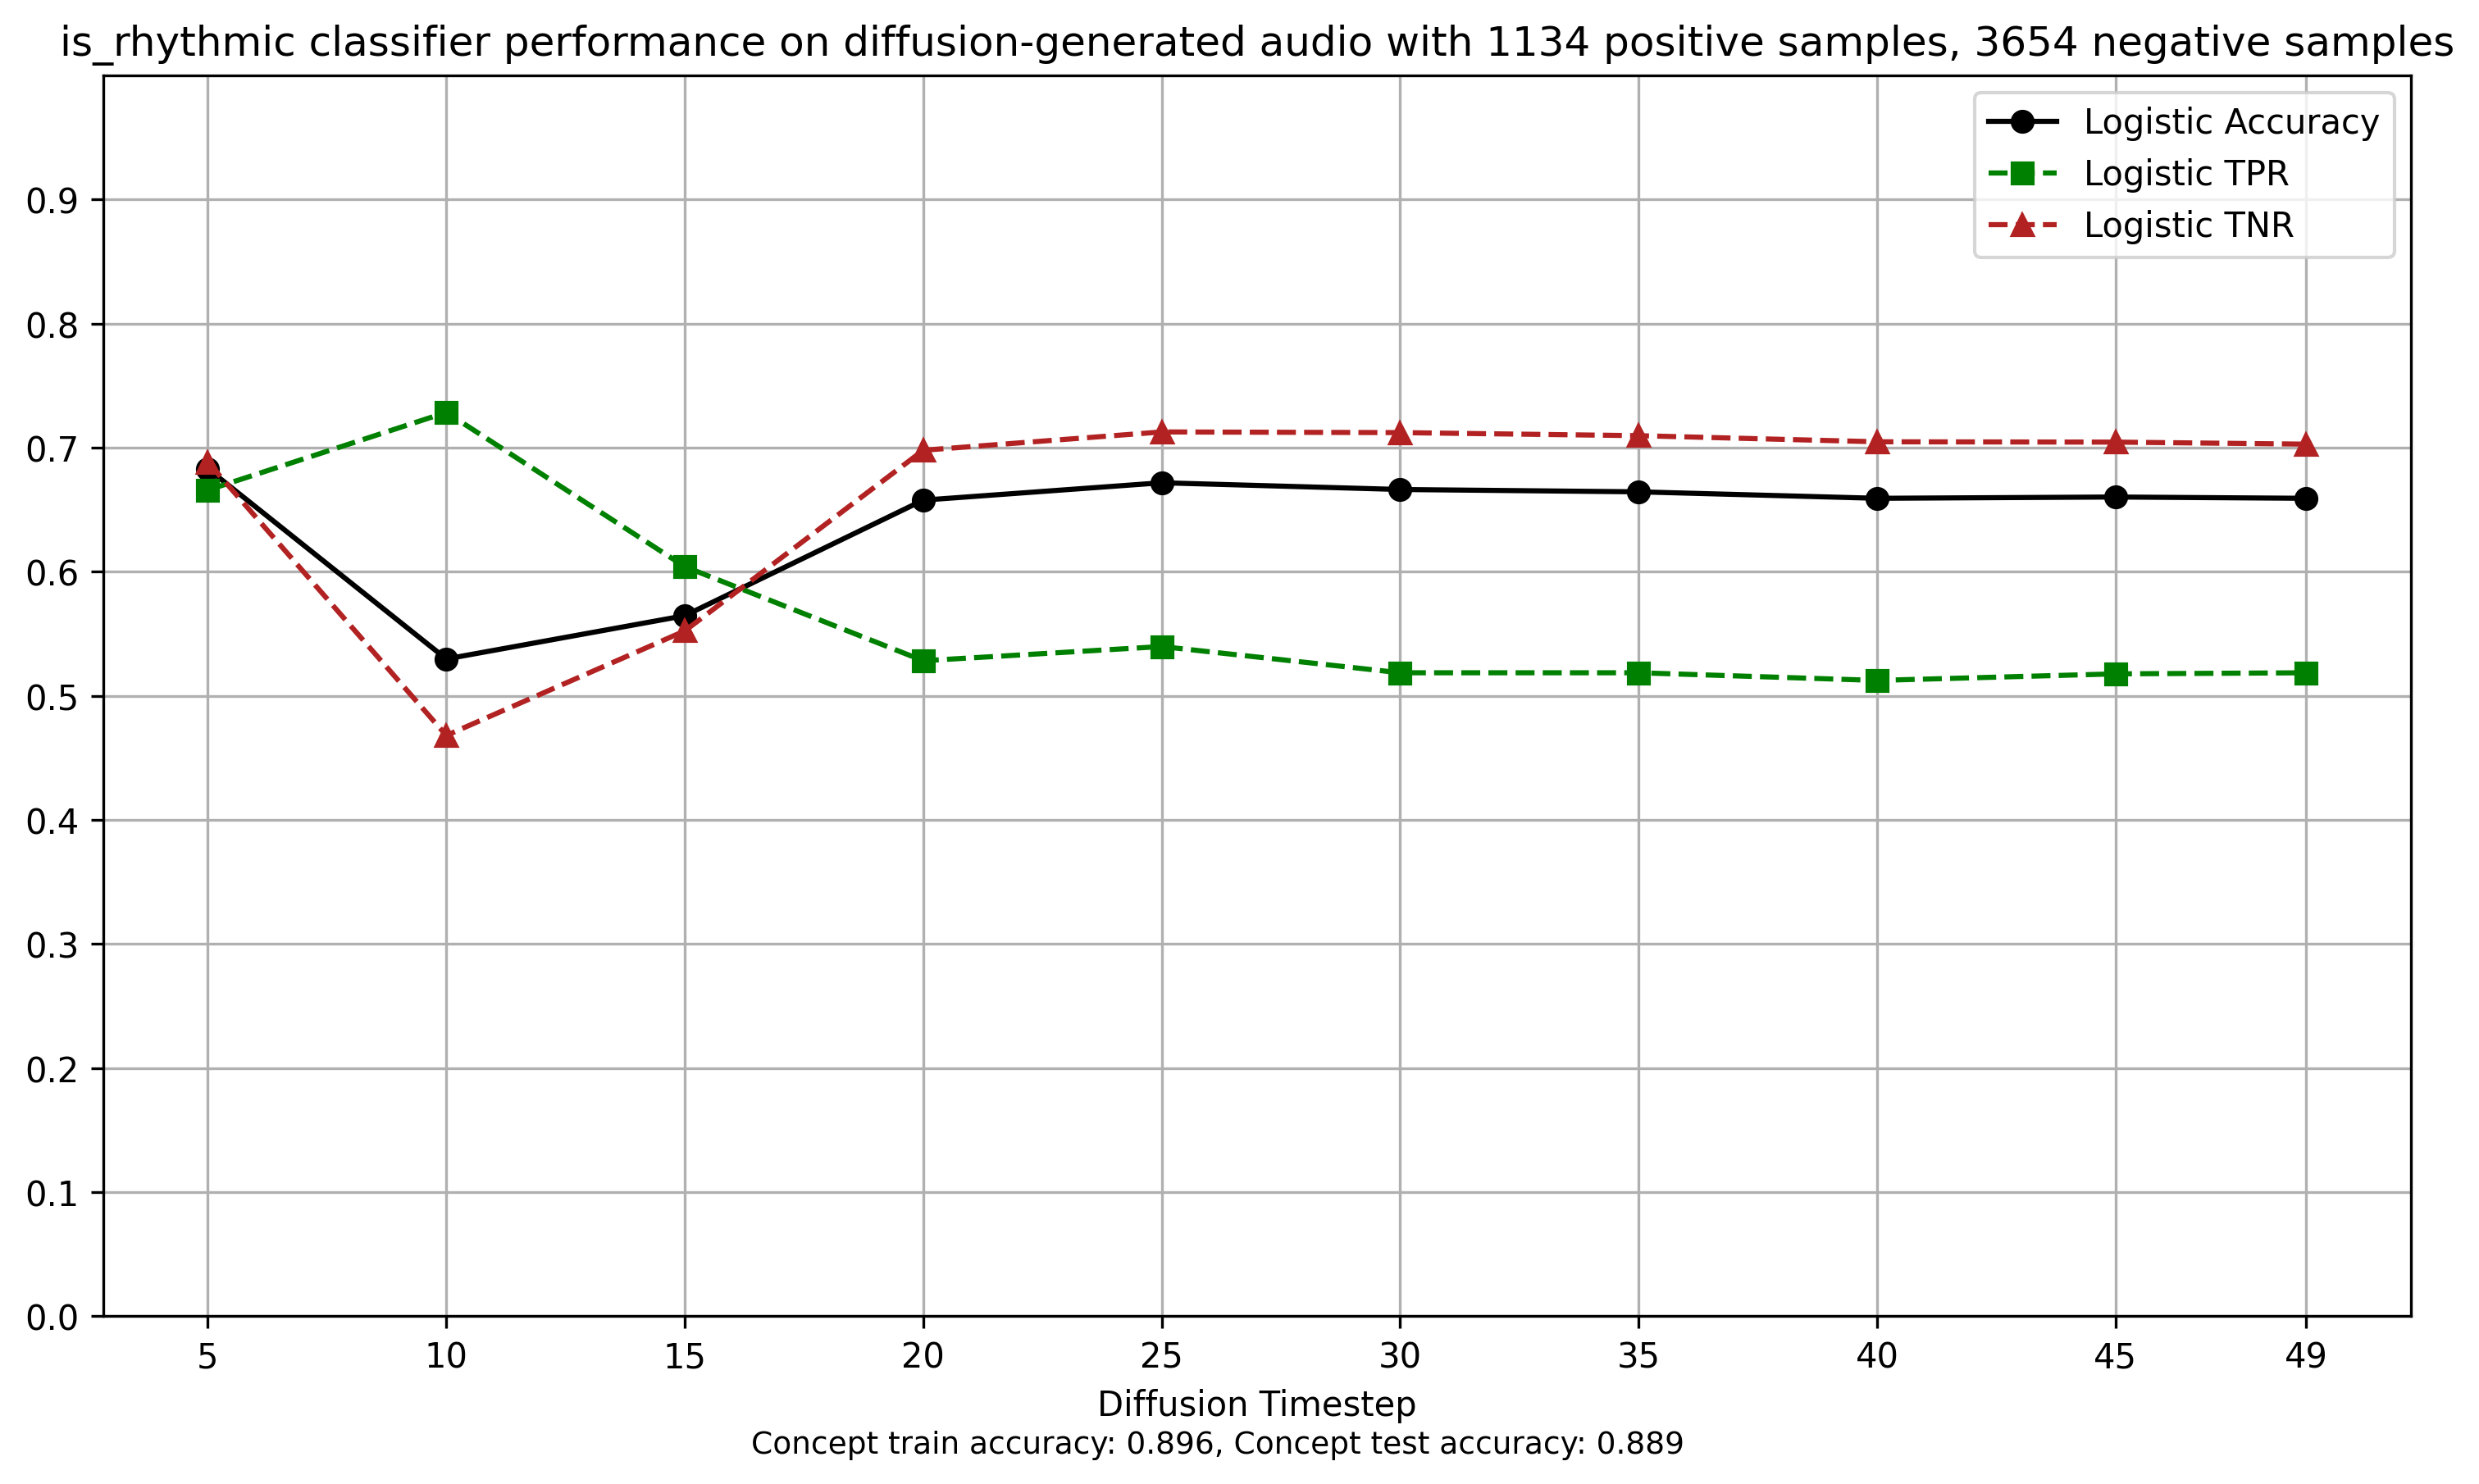 is_rhythmic classifier performance on diffusion-generated audio with 1134 positive samples, 3654 negative samples
Logistic Accuracy
Logistic TPR
Logistic TNR
0.9
0.8
0.7
0.6
0.5
0.4
0.3
0.2
0.1
0.0
5 10 15 20 25 30 35 40 45 49
Diffusion Timestep
Concept train accuracy: 0.896, Concept test accuracy: 0.889